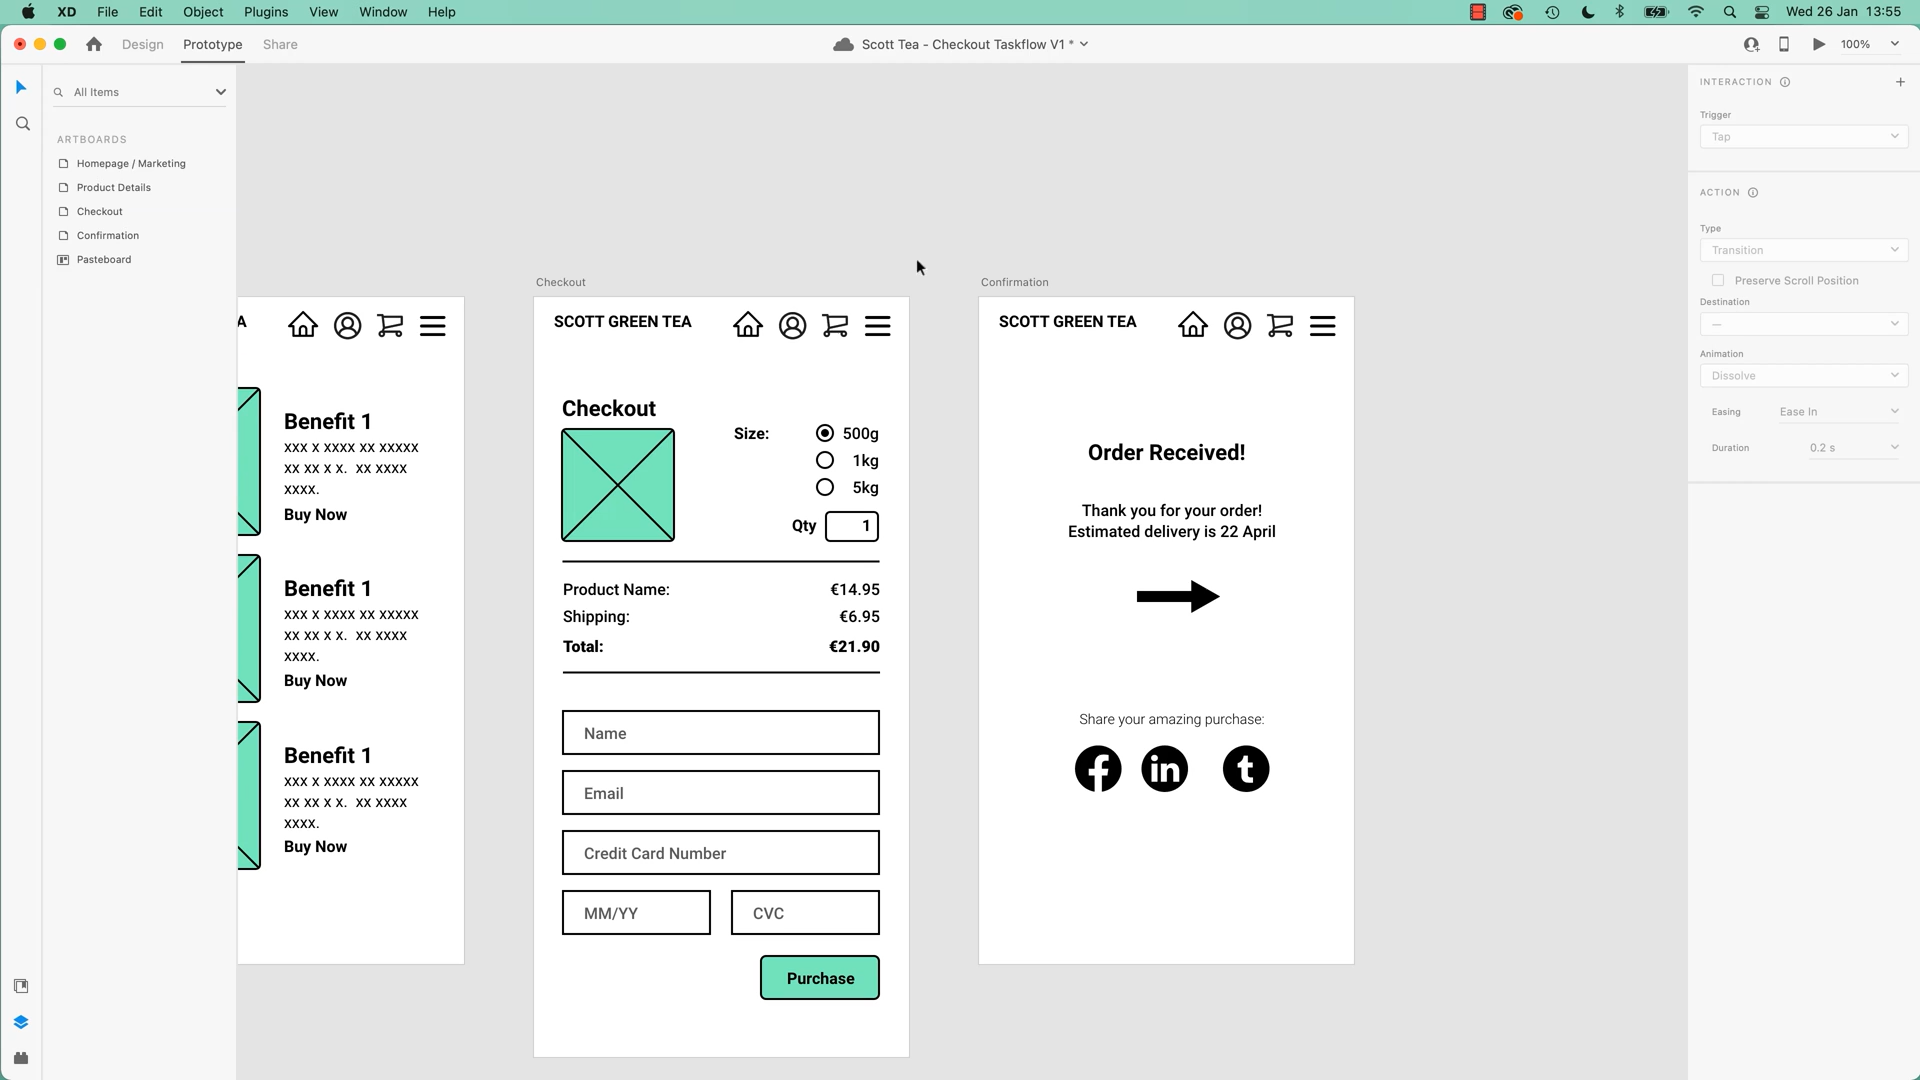 XD File Edit Object Plugins View Window Help
Wed 26 Jan 13:55
Design Prototype Share
Scott Tea - Checkout Taskflow V1 *
100%
All Items
ARTBOARDS
Homepage / Marketing
Product Details
Checkout
Confirmation
Pasteboard
A
Benefit 1
xxx x xxxx xx xxxxx
xx xx x x. xx xxxx
xxxx.
Buy Now
Benefit 1
xxx x xxxx xx xxxxx
xx xx x x. xx xxxx
xxxx.
Buy Now
Benefit 1
xxx x xxxx xx xxxxx
xx xx x x. xx xxxx
xxxx.
Buy Now
Checkout
SCOTT GREEN TEA
Checkout
Size: 500g
1kg
5kg
Qty 1
Product Name: €14.95
Shipping: €6.95
Total: €21.90
Name
Email
Credit Card Number
MM/YY CVC
Purchase
Confirmation
SCOTT GREEN TEA
Order Received!
Thank you for your order!
Estimated delivery is 22 April
Share your amazing purchase:
f in t
INTERACTION
Trigger
Tap
ACTION
Type
Transition
Preserve Scroll Position
Destination
—
Animation
Dissolve
Easing Ease In
Duration 0.2 s